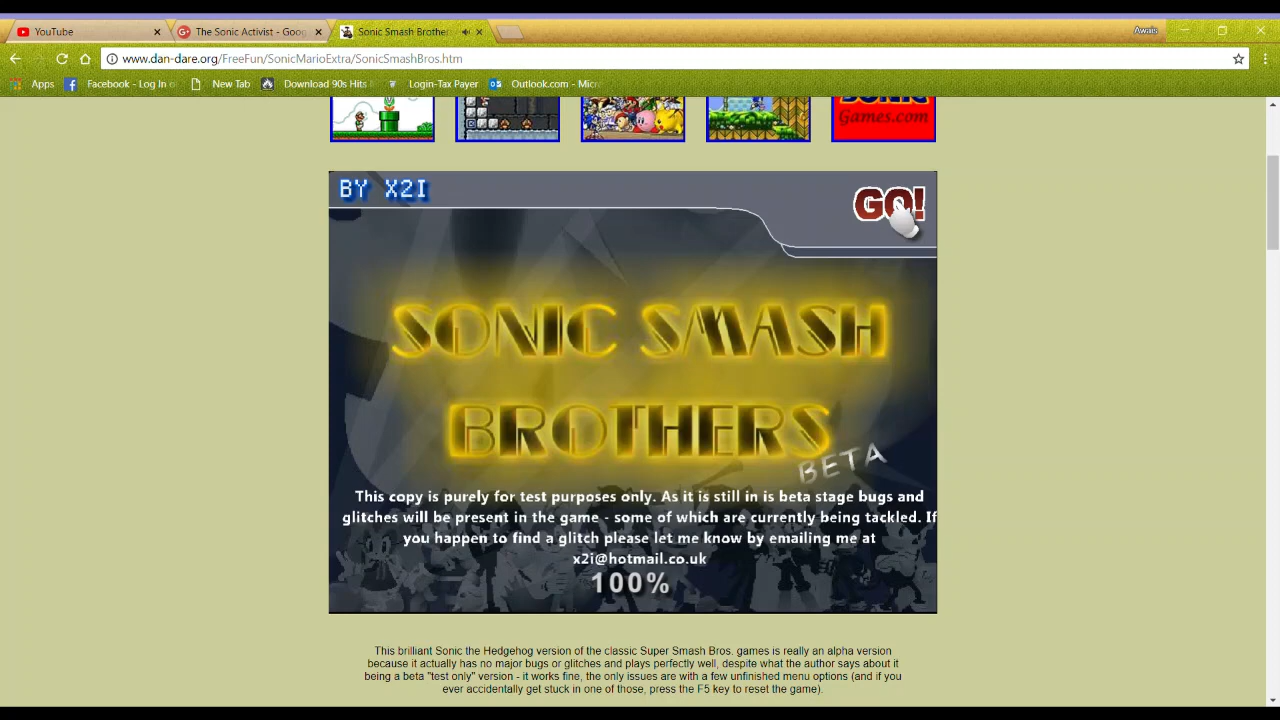 YouTube
The Sonic Activist - Goo
Sonic Smash Brother
Awais
www.dan-dare.org/FreeFun/SonicMarioExtra/SonicSmashBros.htm
Apps Facebook - Log In o New Tab Download 90s Hits Login-Tax Payer Outlook.com - Micr
Games.com
BY X2I
GO!
SONIC SMASH
BROTHERS
BETA
This copy is purely for test purposes only. As it is still in is beta stage bugs and
glitches will be present in the game - some of which are currently being tackled. If
you happen to find a glitch please let me know by emailing me at
x2i@hotmail.co.uk
100%
This brilliant Sonic the Hedgehog version of the classic Super Smash Bros. games is really an alpha version
because it actually has no major bugs or glitches and plays perfectly well, despite what the author says about it
being a beta "test only" version - it works fine, the only issues are with a few unfinished menu options (and if you
ever accidentally get stuck in one of those, press the F5 key to reset the game).